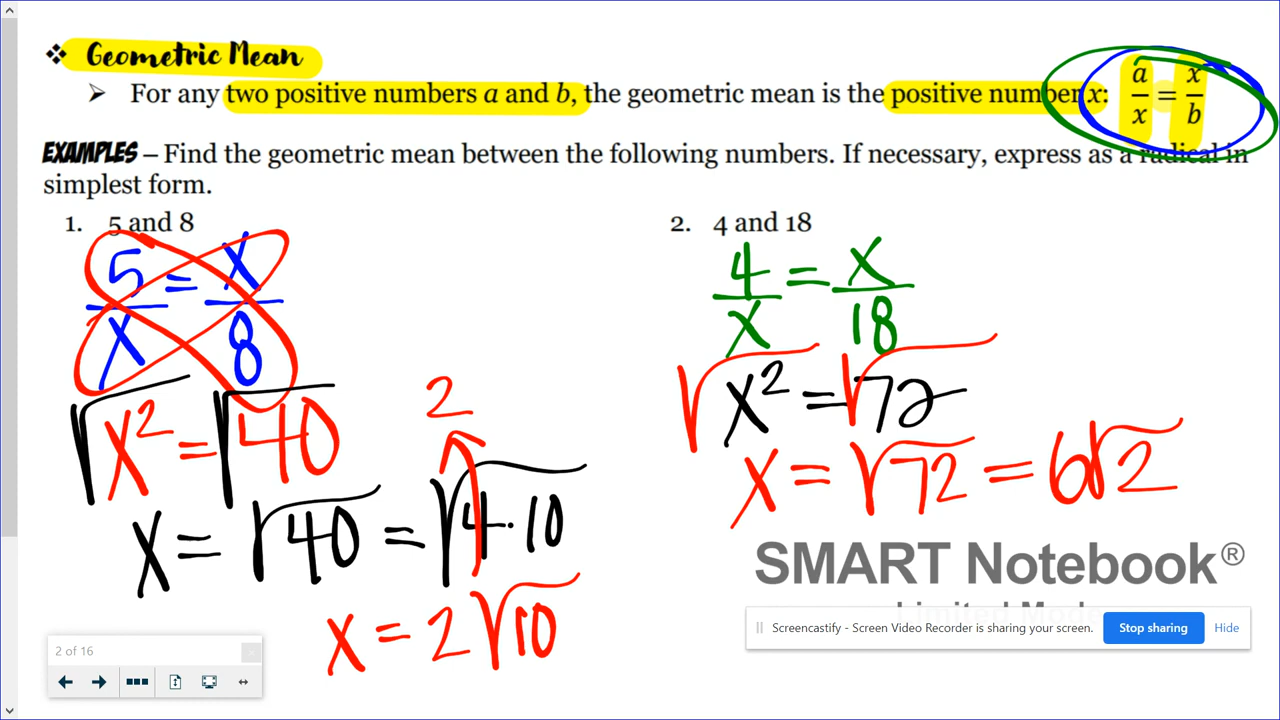 ❖ Geometric Mean
➤ For any two positive numbers a and b, the geometric mean is the positive number x: a/x = x/b
EXAMPLES – Find the geometric mean between the following numbers. If necessary, express as a radical in
simplest form.
1. 5 and 8
5/x = x/8
√x² = √40
x = √40 = √4·10
2
x = 2√10
2. 4 and 18
4/x = x/18
√x² = √72
x = √72 = 6√2
SMART Notebook®
Limited Mode
Screencastify - Screen Video Recorder is sharing your screen. Stop sharing Hide
2 of 16